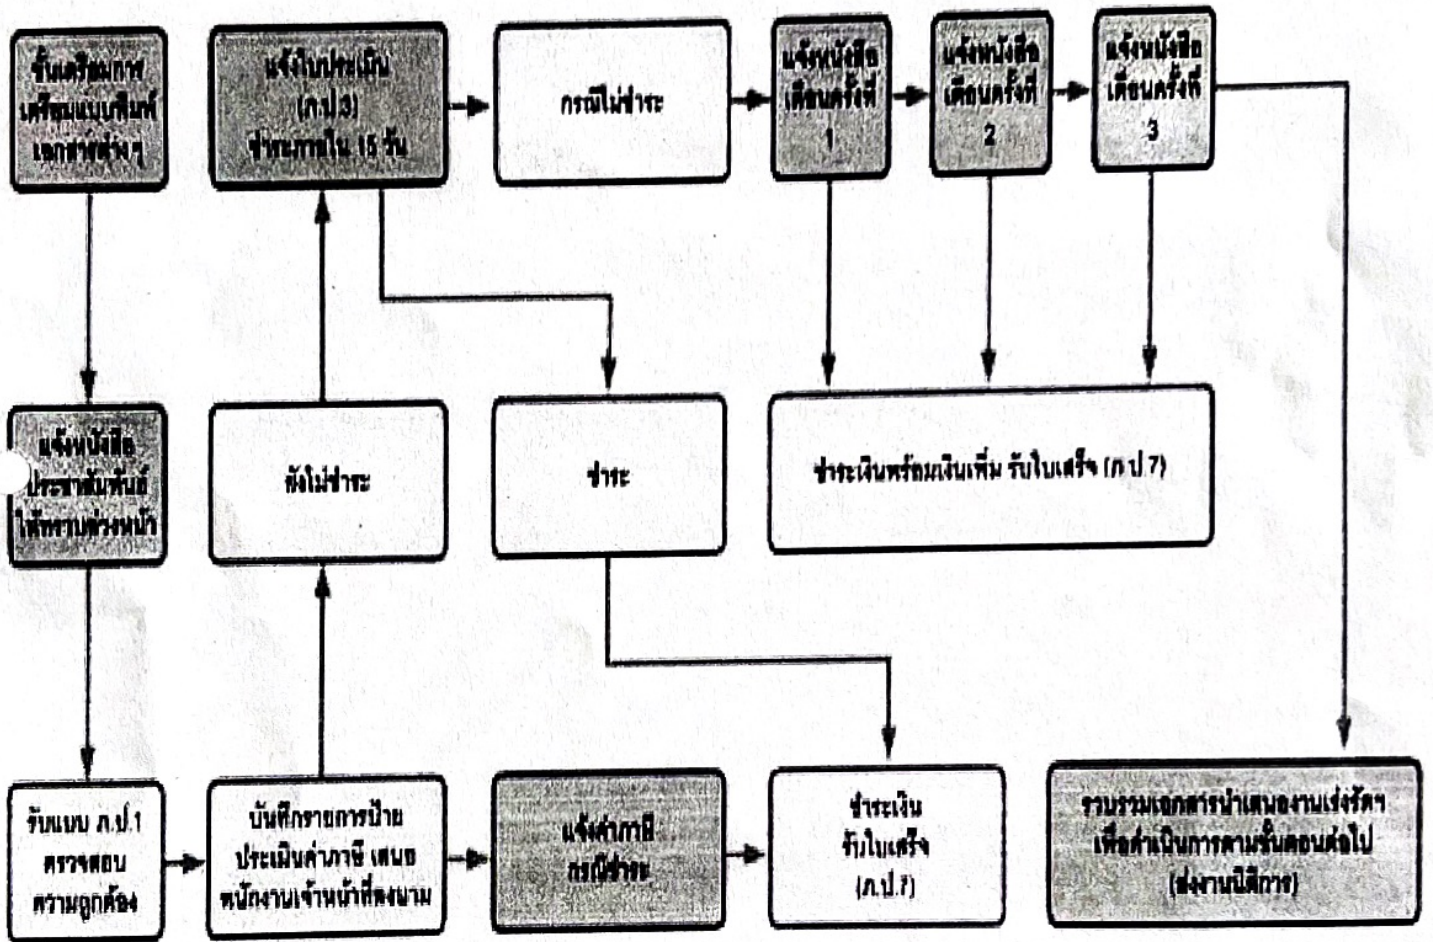 ขั้นเตรียมการ
เตรียมแบบพิมพ์
เอกสารต่างๆ
แจ้งใบประเมิน
(ภ.ป.3)
ชำระภายใน 15 วัน
กรณีไม่ชำระ
แจ้งหนังสือ
เตือนครั้งที่
1
แจ้งหนังสือ
เตือนครั้งที่
2
แจ้งหนังสือ
เตือนครั้งที่
3
แจ้งหนังสือ
ประชาสัมพันธ์
ให้ทราบล่วงหน้า
ยังไม่ชำระ
ชำระ
ชำระเงินพร้อมเงินเพิ่ม รับใบเสร็จ (ภ.ป.7)
รับแบบ ภ.ป.1
ตรวจสอบ
ความถูกต้อง
บันทึกรายการป้าย
ประเมินค่าภาษี เสนอ
พนักงานเจ้าหน้าที่ลงนาม
แจ้งค่าภาษี
กรณีชำระ
ชำระเงิน
รับใบเสร็จ
(ภ.ป.7)
รวบรวมเอกสารนำเสนองานเร่งรัดฯ
เพื่อดำเนินการตามขั้นตอนต่อไป
(ส่งงานนิติการ)